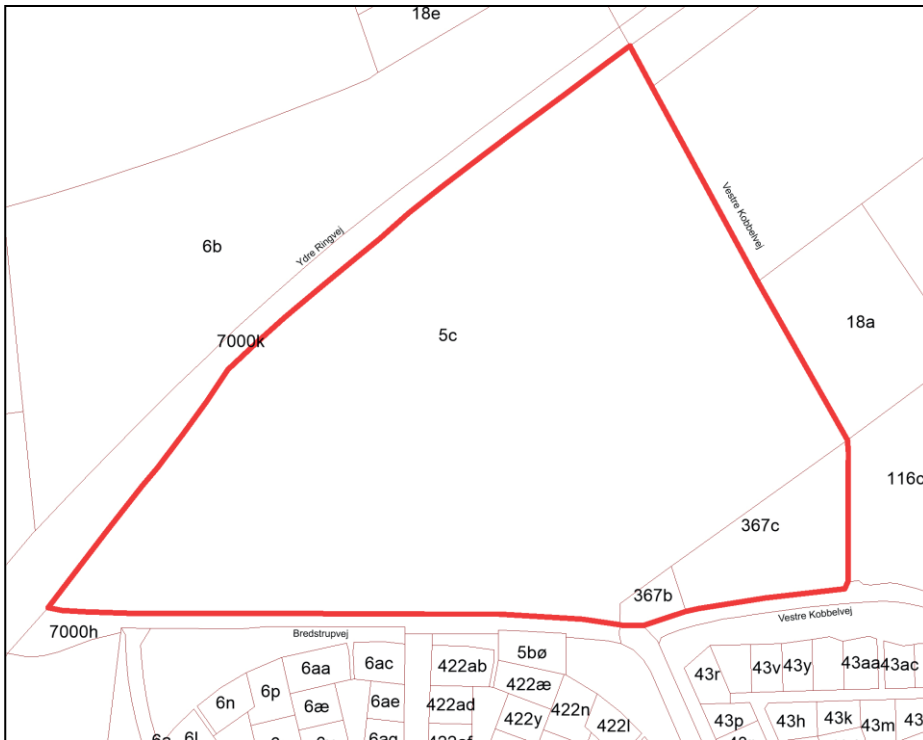 18e
Vestre Kobbelvej
6b
Ydre Ringvej
18a
7000k
5c
116c
367c
367b
Vestre Kobbelvej
7000h
Bredstrupvej
5bø
6aa
6ac
422ab
43r
43v
43y
43aa
43ac
6p
6n
422æ
6æ
6ae
422ad
422n
422y
422l
43p
43h
43k
43m